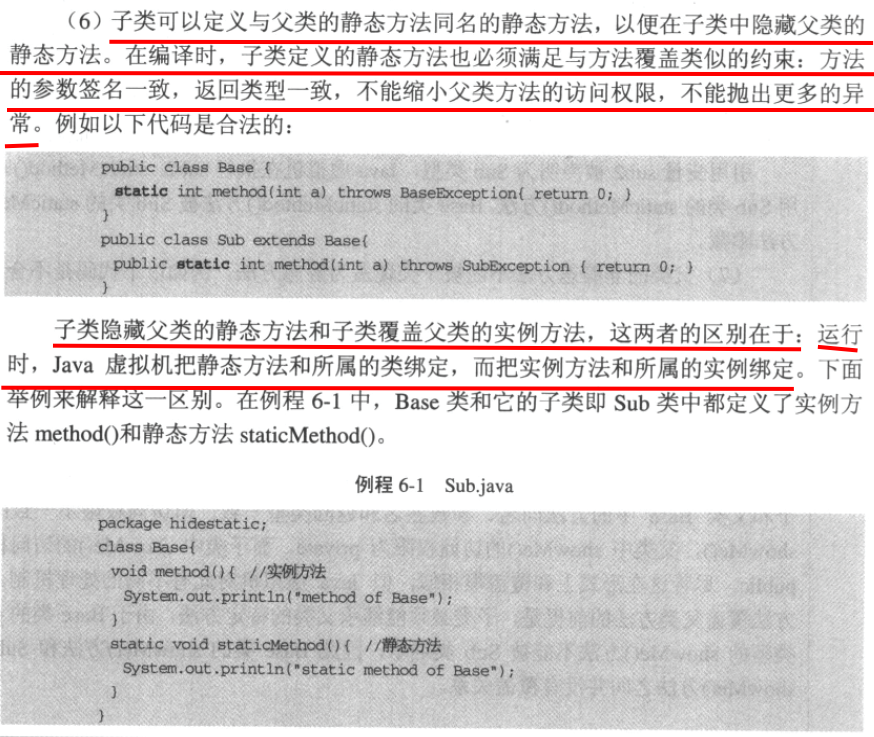 （6）子类可以定义与父类的静态方法同名的静态方法，以便在子类中隐藏父类的
静态方法。在编译时，子类定义的静态方法也必须满足与方法覆盖类似的约束：方法
的参数签名一致，返回类型一致，不能缩小父类方法的访问权限，不能抛出更多的异
常。例如以下代码是合法的：
public class Base {
static int method(int a) throws BaseException{ return 0; }
}
public class Sub extends Base{
public static int method(int a) throws SubException { return 0; }
}
子类隐藏父类的静态方法和子类覆盖父类的实例方法，这两者的区别在于：运行
时，Java 虚拟机把静态方法和所属的类绑定，而把实例方法和所属的实例绑定。下面
举例来解释这一区别。在例程 6-1 中，Base 类和它的子类即 Sub 类中都定义了实例方
法 method()和静态方法 staticMethod()。
例程 6-1 Sub.java
package hidestatic;
class Base{
void method(){ //实例方法
System.out.println("method of Base");
}
static void staticMethod(){ //静态方法
System.out.println("static method of Base");
}
}